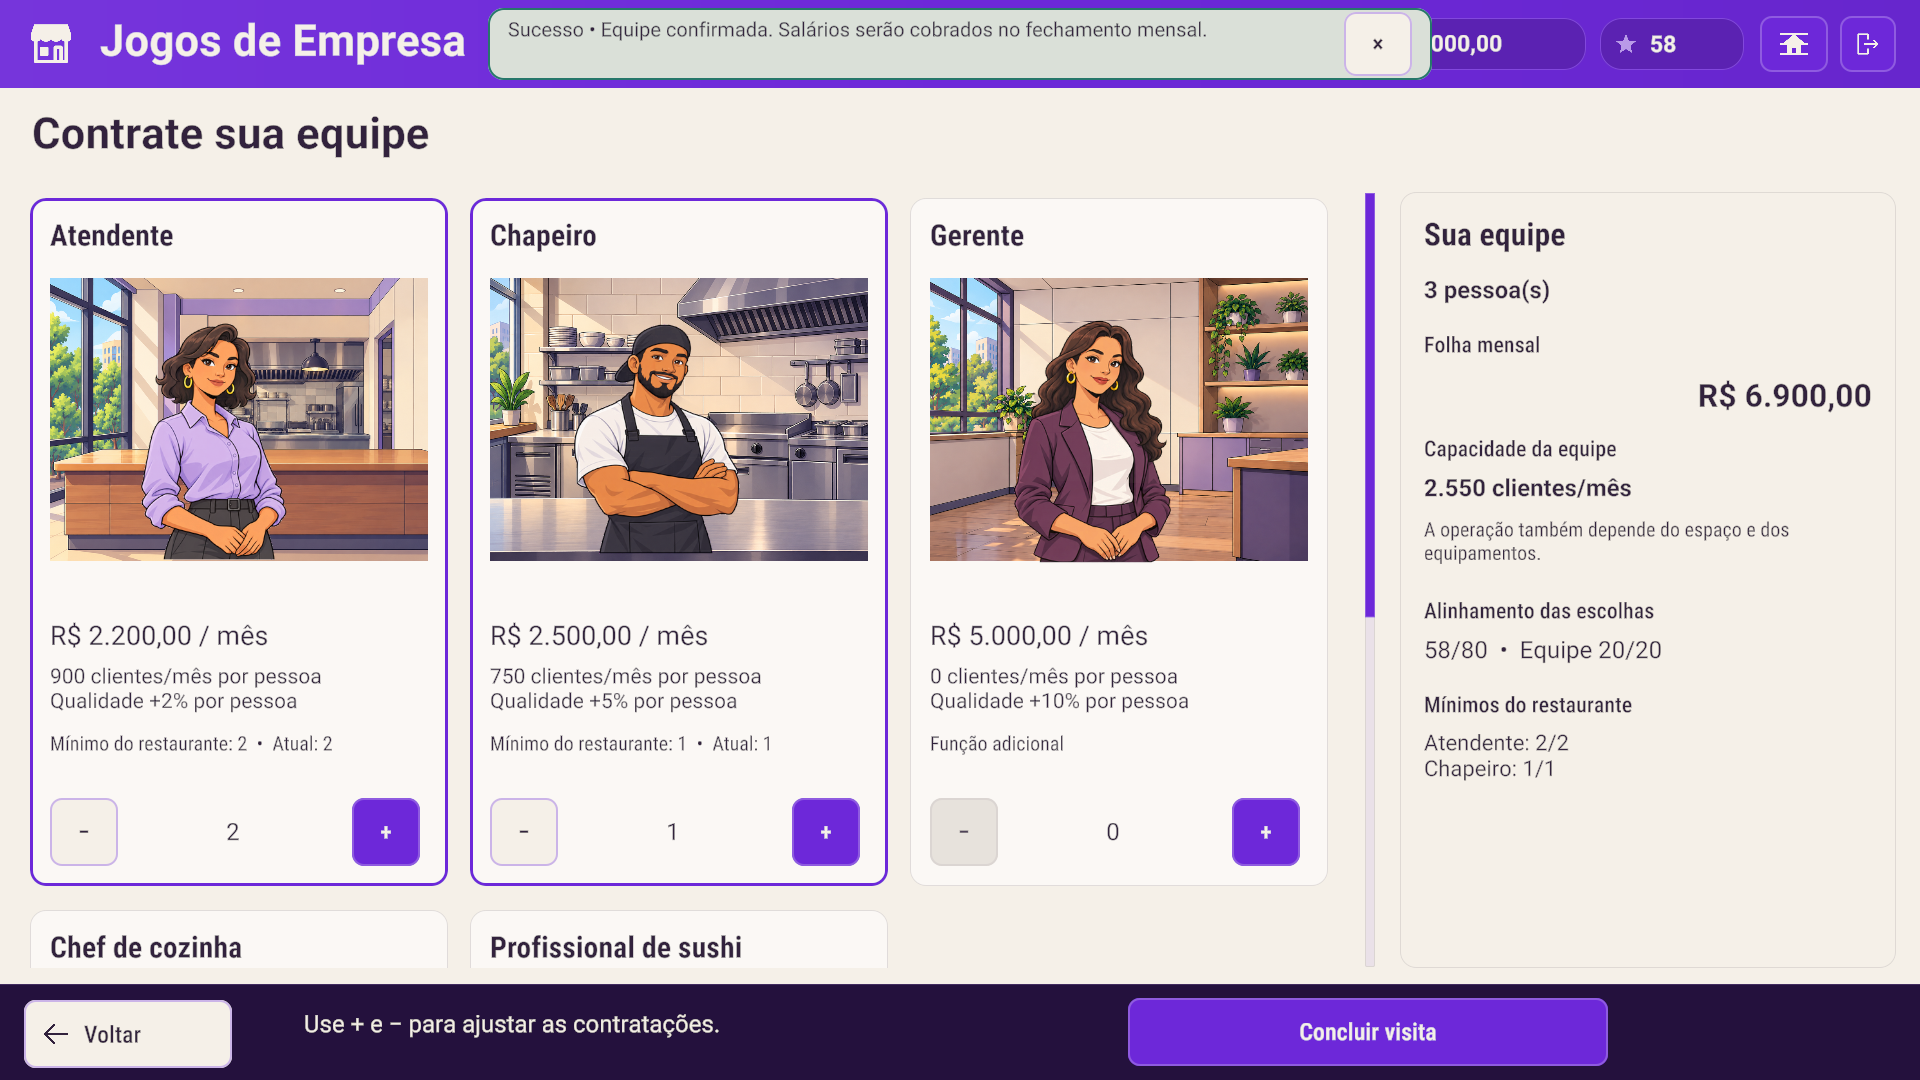 Jogos de Empresa
Sucesso • Equipe confirmada. Salários serão cobrados no fechamento mensal.
×
000,00
58
Contrate sua equipe
Atendente
R$ 2.200,00 / mês
900 clientes/mês por pessoa
Qualidade +2% por pessoa
Mínimo do restaurante: 2 • Atual: 2
−
2
+
Chapeiro
R$ 2.500,00 / mês
750 clientes/mês por pessoa
Qualidade +5% por pessoa
Mínimo do restaurante: 1 • Atual: 1
−
1
+
Gerente
R$ 5.000,00 / mês
0 clientes/mês por pessoa
Qualidade +10% por pessoa
Função adicional
−
0
+
Chef de cozinha
Profissional de sushi
Sua equipe
3 pessoa(s)
Folha mensal
R$ 6.900,00
Capacidade da equipe
2.550 clientes/mês
A operação também depende do espaço e dos
equipamentos.
Alinhamento das escolhas
58/80 • Equipe 20/20
Mínimos do restaurante
Atendente: 2/2
Chapeiro: 1/1
Voltar
Use + e − para ajustar as contratações.
Concluir visita